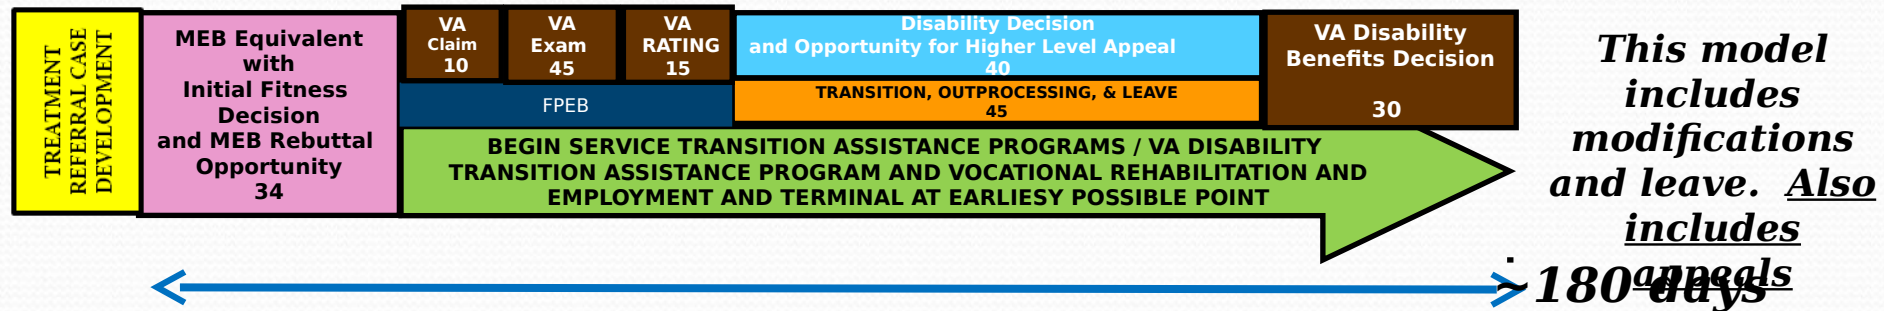 TREATMENT
REFERRAL CASE
DEVELOPMENT
MEB Equivalent
with
Initial Fitness
Decision
and MEB Rebuttal
Opportunity
34
VA
Claim
10
VA
Exam
45
VA
RATING
15
FPEB
Disability Decision
and Opportunity for Higher Level Appeal
40
TRANSITION, OUTPROCESSING, & LEAVE
45
VA Disability
Benefits Decision
30
BEGIN SERVICE TRANSITION ASSISTANCE PROGRAMS / VA DISABILITY
TRANSITION ASSISTANCE PROGRAM AND VOCATIONAL REHABILITATION AND
EMPLOYMENT AND TERMINAL AT EARLIESY POSSIBLE POINT
This model
includes
modifications
and leave. Also
includes
appeals
~180 days